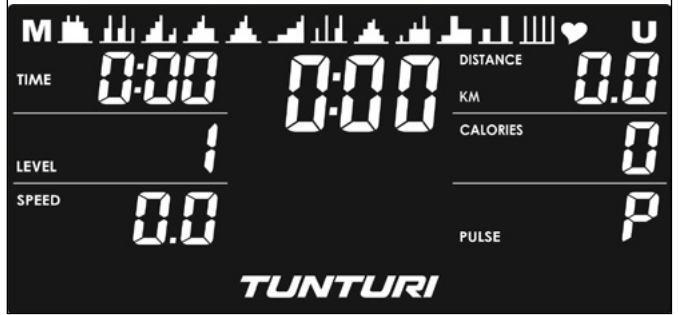 M U
TIME 0:00
0:00
DISTANCE
KM 0.0
LEVEL 1
CALORIES 0
SPEED 0.0
PULSE P
TUNTURI